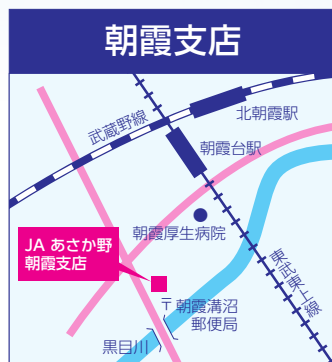 朝霞支店
北朝霞駅
武蔵野線
朝霞台駅
朝霞厚生病院
JA あさか野
朝霞支店
東武東上線
〒朝霞溝沼
郵便局
黒目川